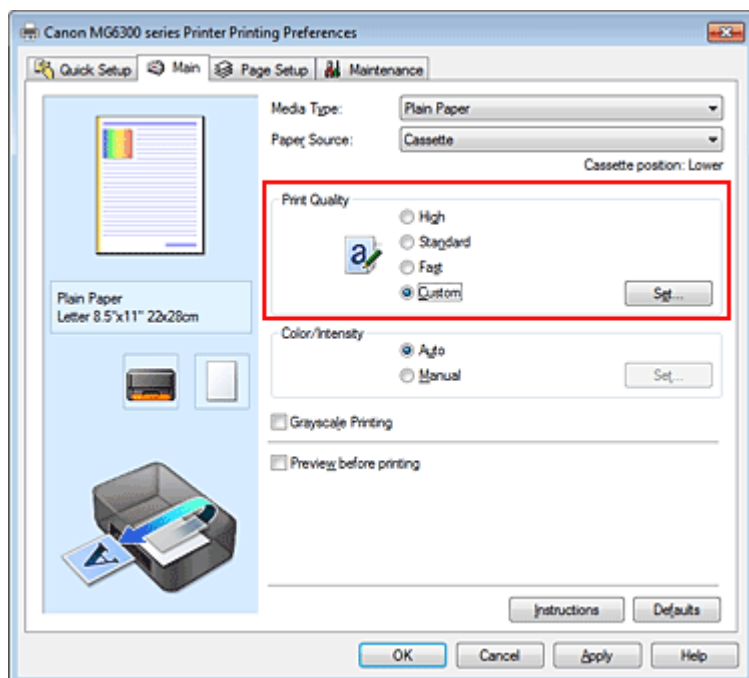 Canon MG6300 series Printer Printing Preferences
Quick Setup Main Page Setup Maintenance
Media Type: Plain Paper
Paper Source: Cassette
Cassette position: Lower
Print Quality
High
Standard
Fast
Custom Set...
Plain Paper
Letter 8.5"x11" 22x28cm
Color/Intensity
Auto
Manual Set...
Grayscale Printing
Preview before printing
Instructions Defaults
OK Cancel Apply Help